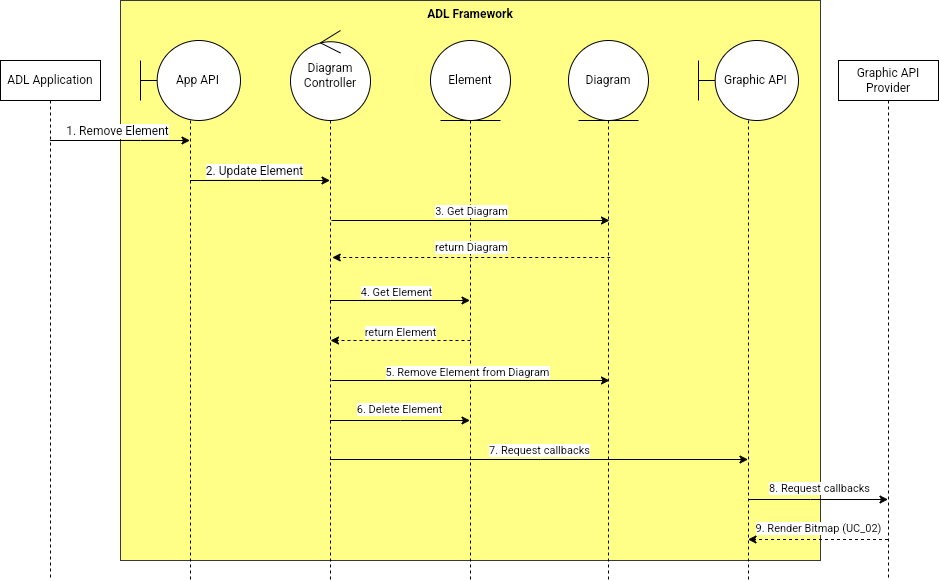 ADL Framework
ADL Application
App API
Diagram
Controller
Element
Diagram
Graphic API
Graphic API
Provider
1. Remove Element
2. Update Element
3. Get Diagram
return Diagram
4. Get Element
return Element
5. Remove Element from Diagram
6. Delete Element
7. Request callbacks
8. Request callbacks
9. Render Bitmap (UC_02)